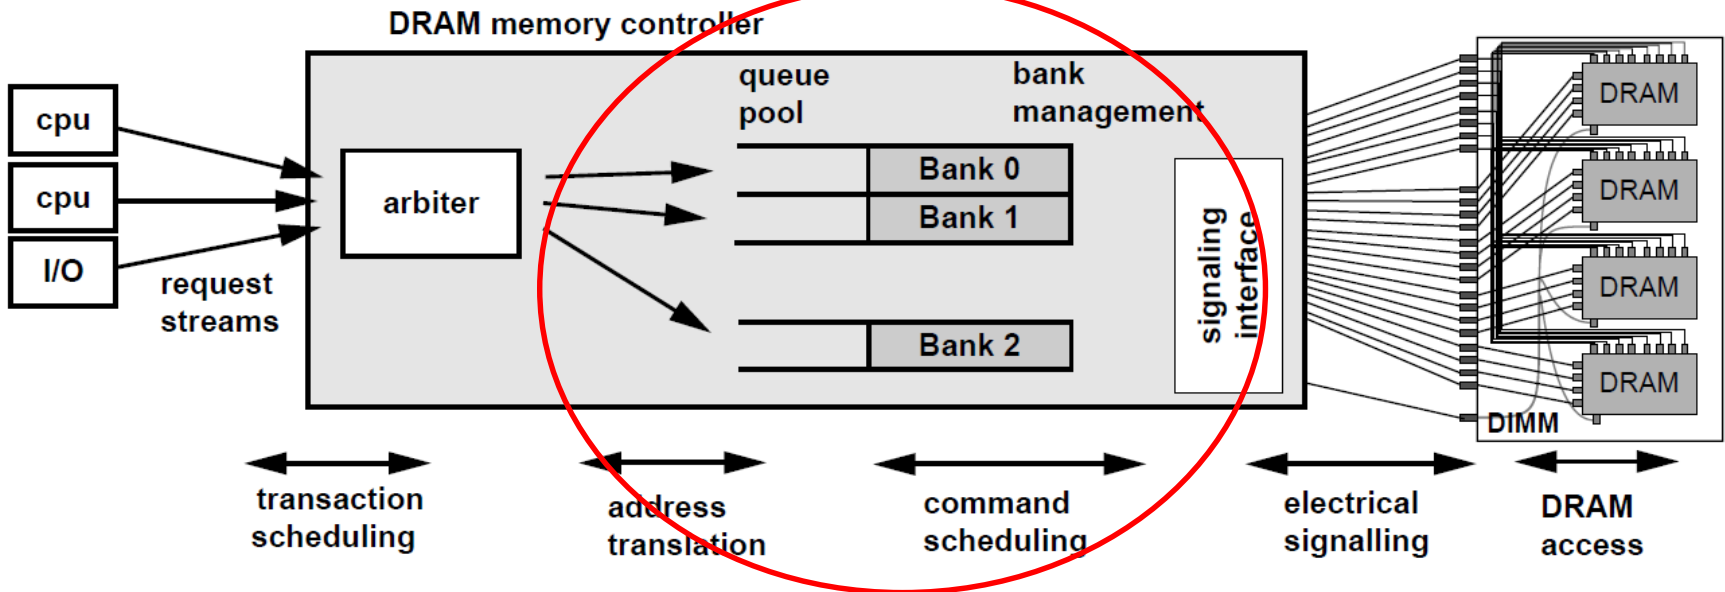 DRAM memory controller
cpu
cpu
I/O
request
streams
arbiter
queue
pool
bank
management
Bank 0
Bank 1
Bank 2
signaling
interface
DRAM
DRAM
DRAM
DRAM
DIMM
transaction
scheduling
address
translation
command
scheduling
electrical
signalling
DRAM
access